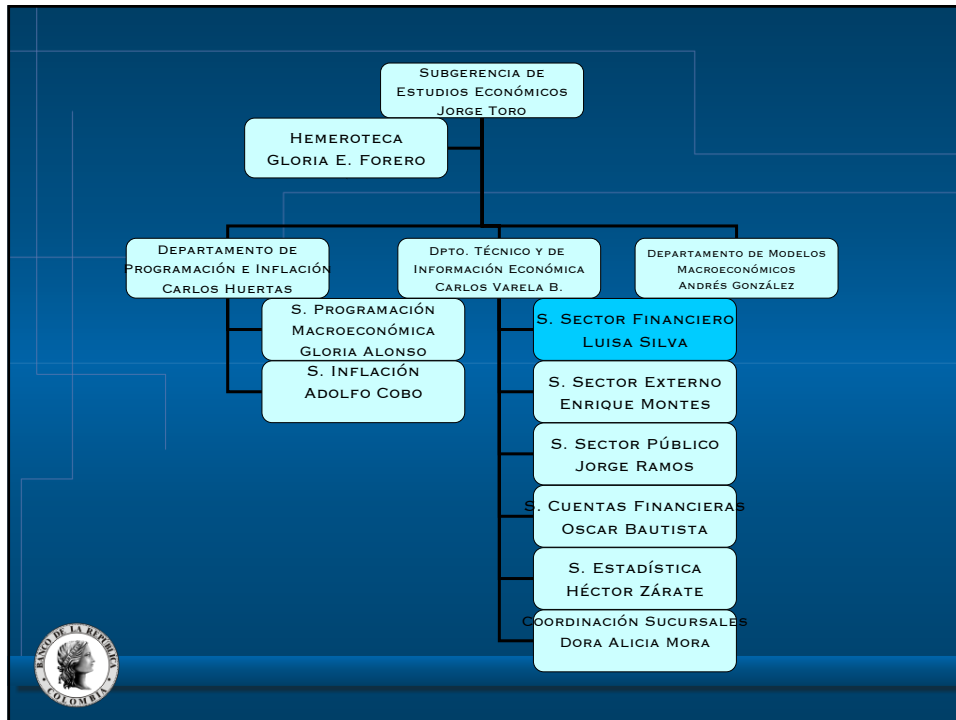 Subgerencia de
Estudios Económicos
Jorge Toro
Hemeroteca
Gloria E. Forero
Departamento de
Programación e Inflación
Carlos Huertas
Dpto. Técnico y de
Información Económica
Carlos Varela B.
Departamento de Modelos
Macroeconómicos
Andrés González
S. Programación
Macroeconómica
Gloria Alonso
S. Inflación
Adolfo Cobo
S. Sector Financiero
Luisa Silva
S. Sector Externo
Enrique Montes
S. Sector Público
Jorge Ramos
S. Cuentas Financieras
Oscar Bautista
S. Estadística
Héctor Zárate
Coordinación Sucursales
Dora Alicia Mora
BANCO DE LA REPÚBLICA
COLOMBIA